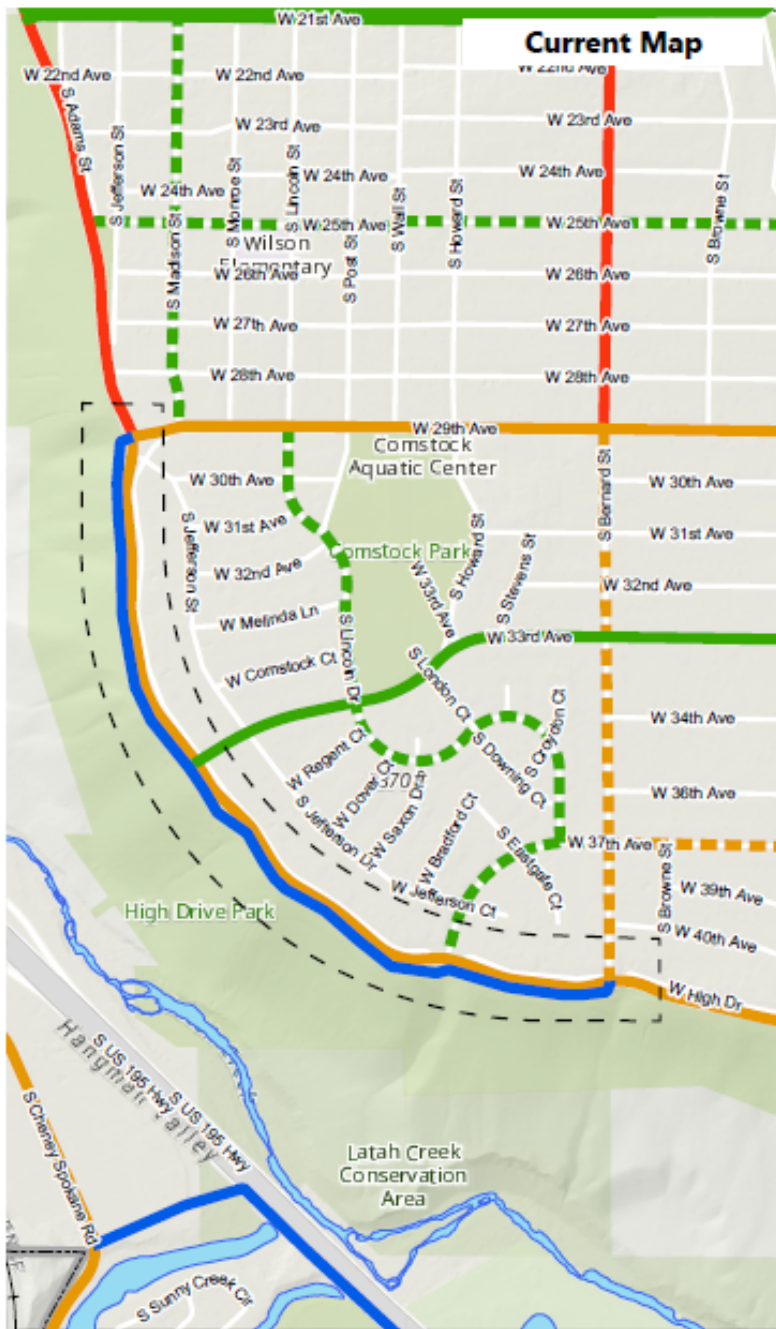 W 21st Ave
Current Map
W 22nd Ave
W 22nd Ave
W 22nd Ave
S Adams St
S Jefferson St
W 23rd Ave
W 23rd Ave
S Monroe St
S Lincoln St
W 24th Ave
W 24th Ave
W 24th Ave
S Madison St
S Wall St
S Howard St
S Browne St
W 25th Ave
W 25th Ave
Wilson
Elementary
S Post St
W 26th Ave
W 26th Ave
W 27th Ave
W 27th Ave
W 28th Ave
W 28th Ave
W 29th Ave
Comstock
Aquatic Center
S Bernard St
W 30th Ave
W 30th Ave
S Jefferson St
W 31st Ave
W 31st Ave
Comstock Park
S Howard St
S Stevens St
W 32nd Ave
W 32nd Ave
W 33rd Ave
W Melinda Ln
S Lincoln Dr
W 33rd Ave
W Comstock Ct
S London Ct
W 34th Ave
W Regent Ct
S Croydon Ct
S Downing Ct
W Dover Ct
W Saxon Dr
W 36th Ave
S Jefferson Dr
W Bradford Ct
S Eastgate Ct
W 37th Ave
S Browne St
W 39th Ave
W Jefferson Ct
W 40th Ave
High Drive Park
W High Dr
Hangman Valley
S US 195 Hwy
S US 195 Hwy
S Cheney Spokane Rd
Latah Creek
Conservation
Area
S Sunny Creek Cir